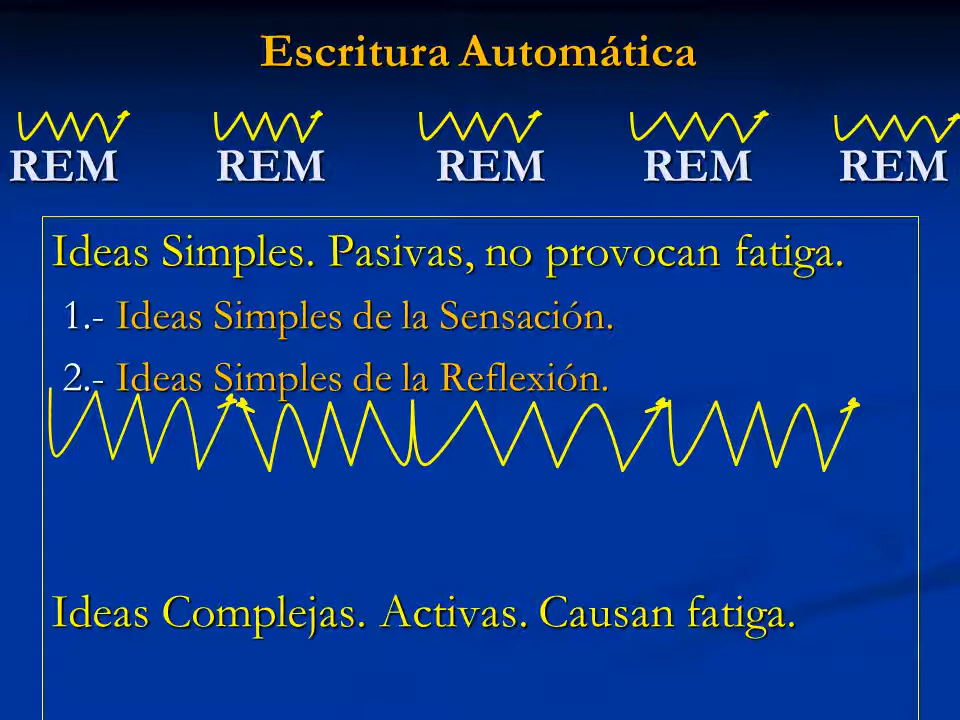 Escritura Automática
REM REM REM REM REM
Ideas Simples. Pasivas, no provocan fatiga.
1.- Ideas Simples de la Sensación.
2.- Ideas Simples de la Reflexión.
Ideas Complejas. Activas. Causan fatiga.